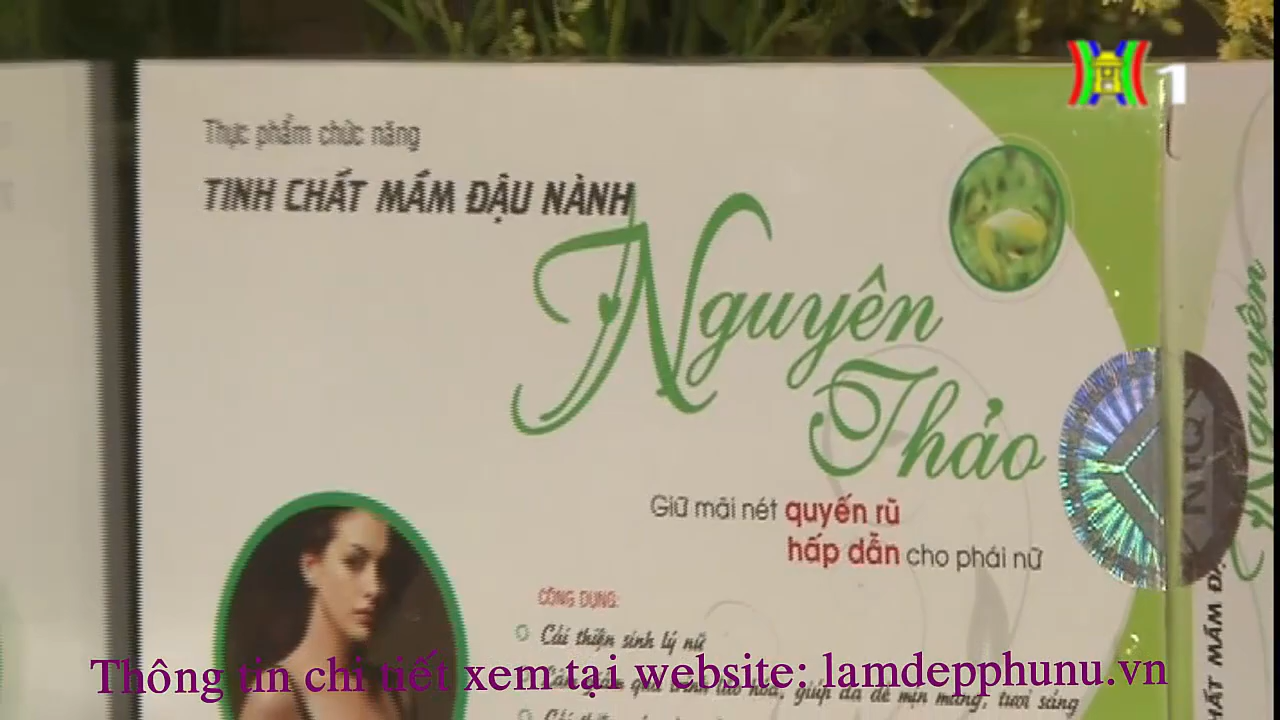 1
Thực phẩm chức năng
TINH CHẤT MẦM ĐẬU NÀNH
Nguyên
Thảo
Giữ mãi nét quyến rũ
hấp dẫn cho phái nữ
CÔNG DỤNG:
Cải thiện sinh lý nữ
giúp da dẻ mịn màng, tươi sáng
Thông tin chi tiết xem tại website: lamdepphunu.vn
Nguyên